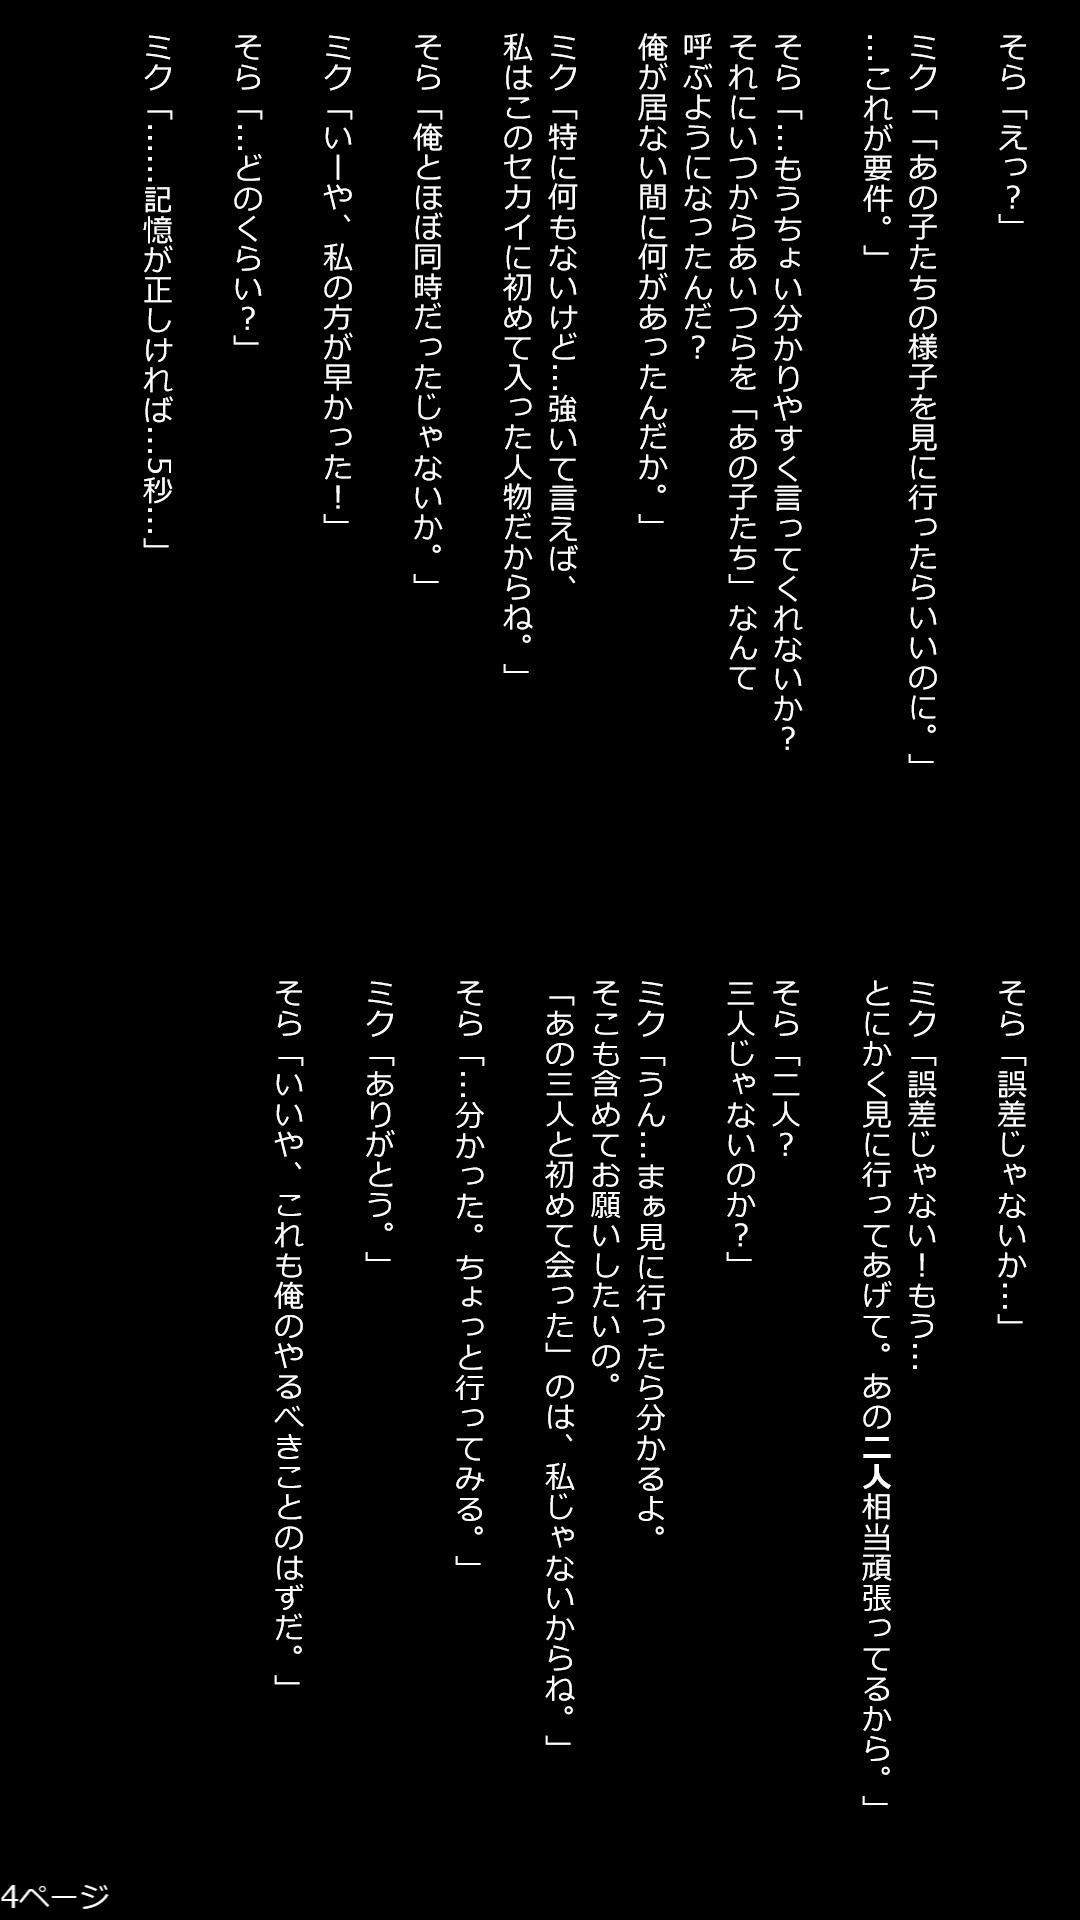 そら「えっ？」
ミク「「あの子たちの様子を見に行ったらいいのに。」
…これが要件。」
そら「…もうちょい分かりやすく言ってくれないか？
それにいつからあいつらを「あの子たち」なんて
呼ぶようになったんだ？
俺が居ない間に何があったんだか。」
ミク「特に何もないけど…強いて言えば、
私はこのセカイに初めて入った人物だからね。」
そら「俺とほぼ同時だったじゃないか。」
ミク「いーや、私の方が早かった！」
そら「…どのくらい？」
ミク「……記憶が正しければ…5秒…」
そら「誤差じゃないか…」
ミク「誤差じゃない！もう…
とにかく見に行ってあげて。あの二人相当頑張ってるから。」
そら「二人？
三人じゃないのか？」
ミク「うん…まぁ見に行ったら分かるよ。
そこも含めてお願いしたいの。
「あの三人と初めて会った」のは、私じゃないからね。」
そら「…分かった。ちょっと行ってみる。」
ミク「ありがとう。」
そら「いいや、これも俺のやるべきことのはずだ。」
4ページ